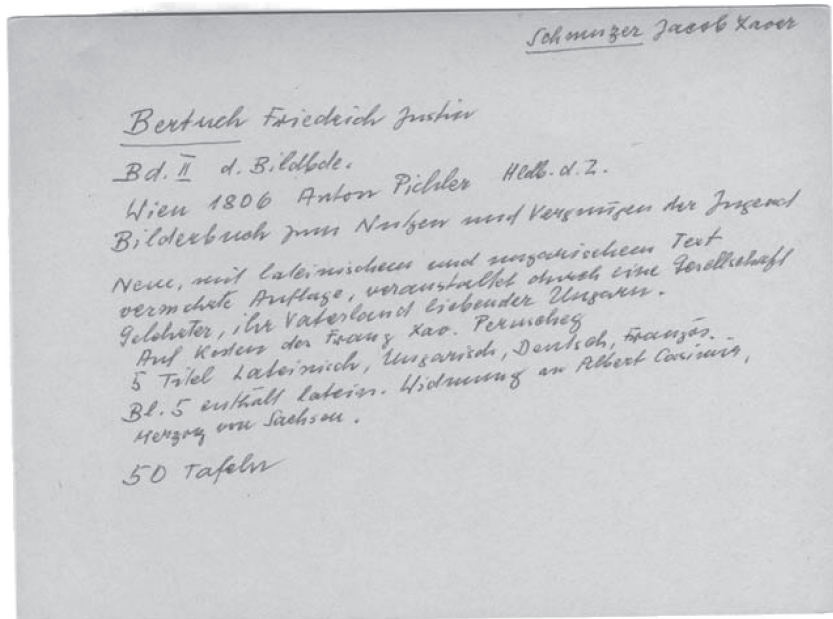 Schmuzer Jacob Xaver
Bertuch Friedrich Justin
Bd. II d. Bildbde.
Wien 1806 Anton Pichler Hldb. d. Z.
Bilderbuch zum Nutzen und Vergnügen der Jugend
Neue, mit lateinischem und ungarischem Text
vermehrte Auflage, veranstaltet durch eine Gesellschaft
Gelehrter, ihr Vaterland liebender Ungarn.
Auf Kosten des Franz Xav.
5 Titel Lateinisch, Ungarisch, Deutsch, Französ.
Bl. 5 enthält latein. Widmung an Albert Casimir,
Herzog von Sachsen.
50 Tafeln